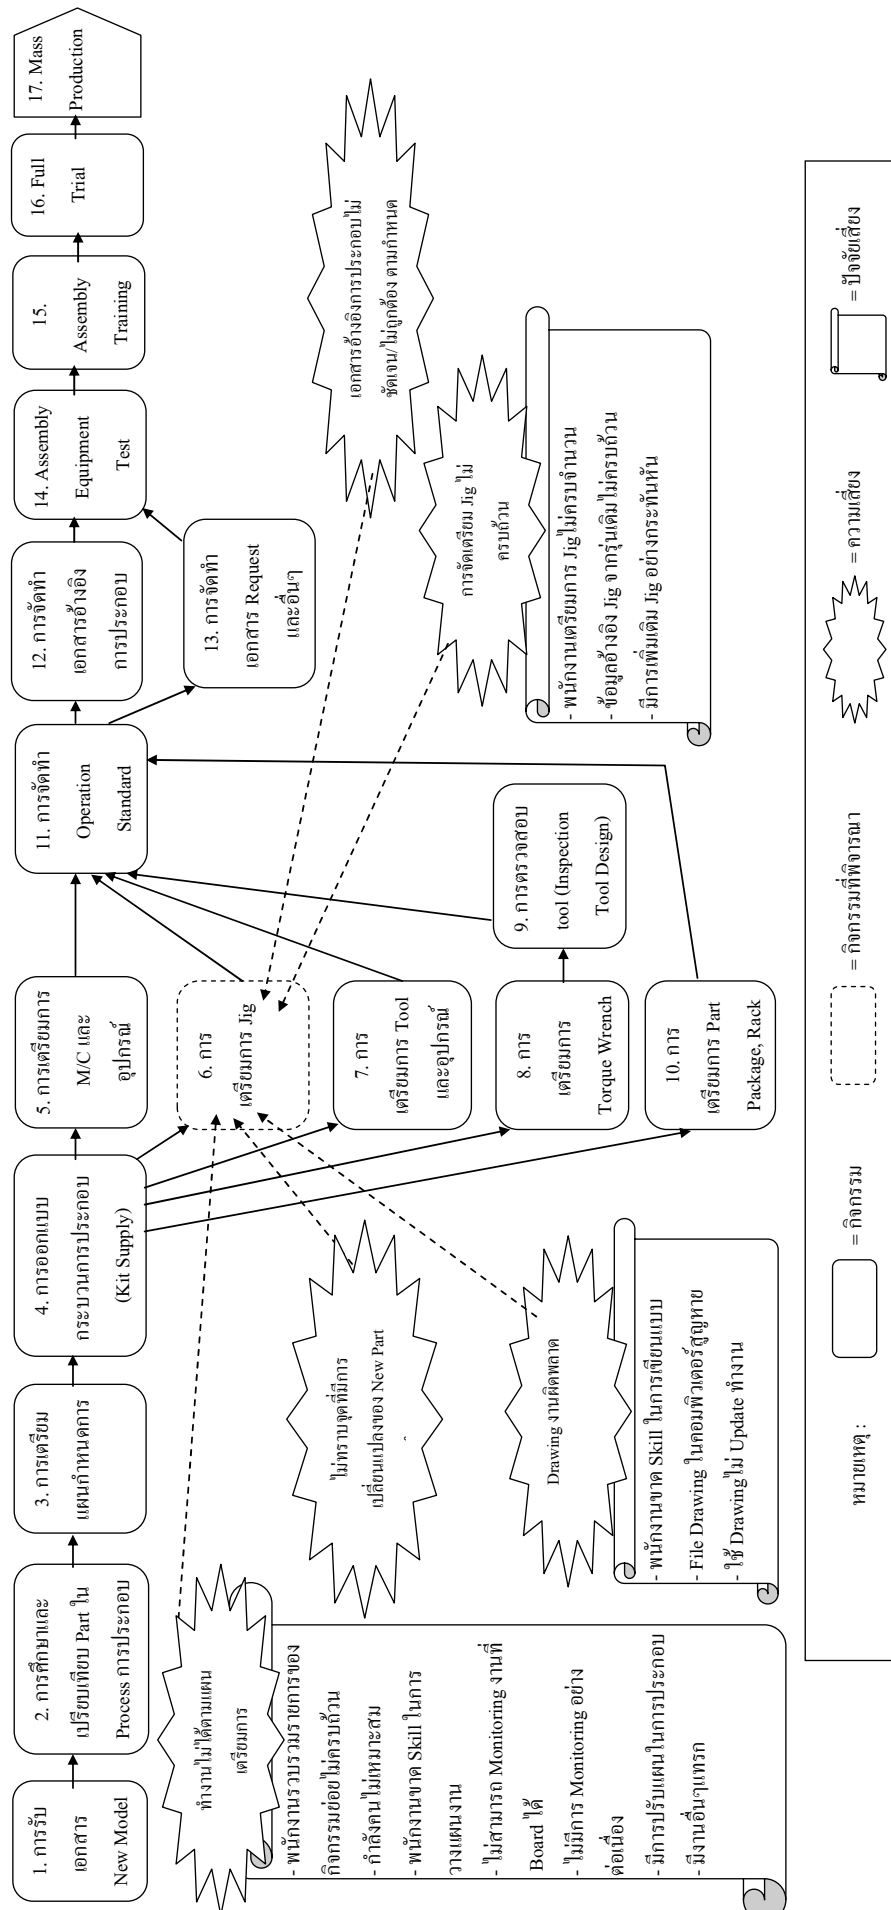 1. การรับ
เอกสาร
New Model
2. การศึกษาและ
เปรียบเทียบ Part ใน
Process การประกอบ
3. การเตรียม
แผนกำหนดการ
4. การออกแบบ
กระบวนการประกอบ
(Kit Supply)
5. การเตรียมการ
M/C และ
อุปกรณ์
6. การ
เตรียมการ Jig
7. การ
เตรียมการ Tool
และอุปกรณ์
8. การ
เตรียมการ
Torque Wrench
9. การตรวจสอบ
tool (Inspection
Tool Design)
10. การ
เตรียมการ Part
Package, Rack
11. การจัดทำ
Operation
Standard
12. การจัดทำ
เอกสารอ้างอิง
การประกอบ
13. การจัดทำ
เอกสาร Request
และอื่นๆ
14. Assembly
Equipment
Test
15.
Assembly
Training
16. Full
Trial
17. Mass
Production
ทำงานไม่ได้ตามแผน
เตรียมการ
- พนักงานรวบรวมรายการของ
กิจกรรมย่อยไม่ครบถ้วน
- กำลังคนไม่เหมาะสม
- พนักงานขาด Skill ในการ
วางแผนงาน
- ไม่สามารถ Monitoring งานที่
Board ได้
- ไม่มีการ Monitoring อย่าง
ต่อเนื่อง
- มีการปรับแผนในการประกอบ
- มีงานอื่นๆแทรก
ไม่ทราบจุดที่มีการ
เปลี่ยนแปลงของ New Part
Drawing งานผิดพลาด
- พนักงานขาด Skill ในการเขียนแบบ
- File Drawing ในคอมพิวเตอร์สูญหาย
- ใช้ Drawingไม่ Update ทำงาน
เอกสารอ้างอิงการประกอบไม่
ชัดเจน/ไม่ถูกต้อง ตามกำหนด
การจัดเตรียม Jig ไม่
ครบถ้วน
- พนักงานเตรียมการ Jigไม่ครบจำนวน
- ข้อมูลอ้างอิง Jig จากรุ่นเดิมไม่ครบถ้วน
- มีการเพิ่มเติม Jig อย่างกระทันหัน
หมายเหตุ :
= กิจกรรม
= กิจกรรมที่พิจารณา
= ความเสี่ยง
= ปัจจัยเสี่ยง